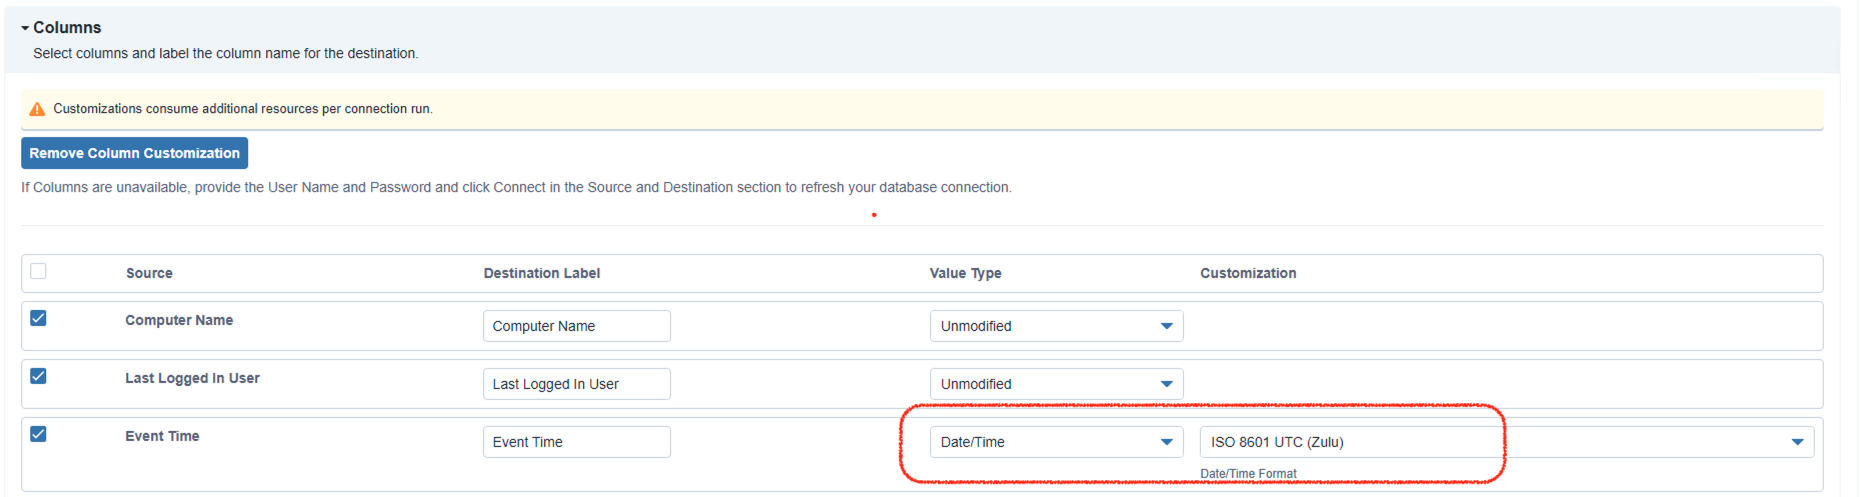 Columns
Select columns and label the column name for the destination.
Customizations consume additional resources per connection run.
Remove Column Customization
If Columns are unavailable, provide the User Name and Password and click Connect in the Source and Destination section to refresh your database connection.
Source Destination Label Value Type Customization
Computer Name Computer Name Unmodified
Last Logged In User Last Logged In User Unmodified
Event Time Event Time Date/Time ISO 8601 UTC (Zulu)
Date/Time Format